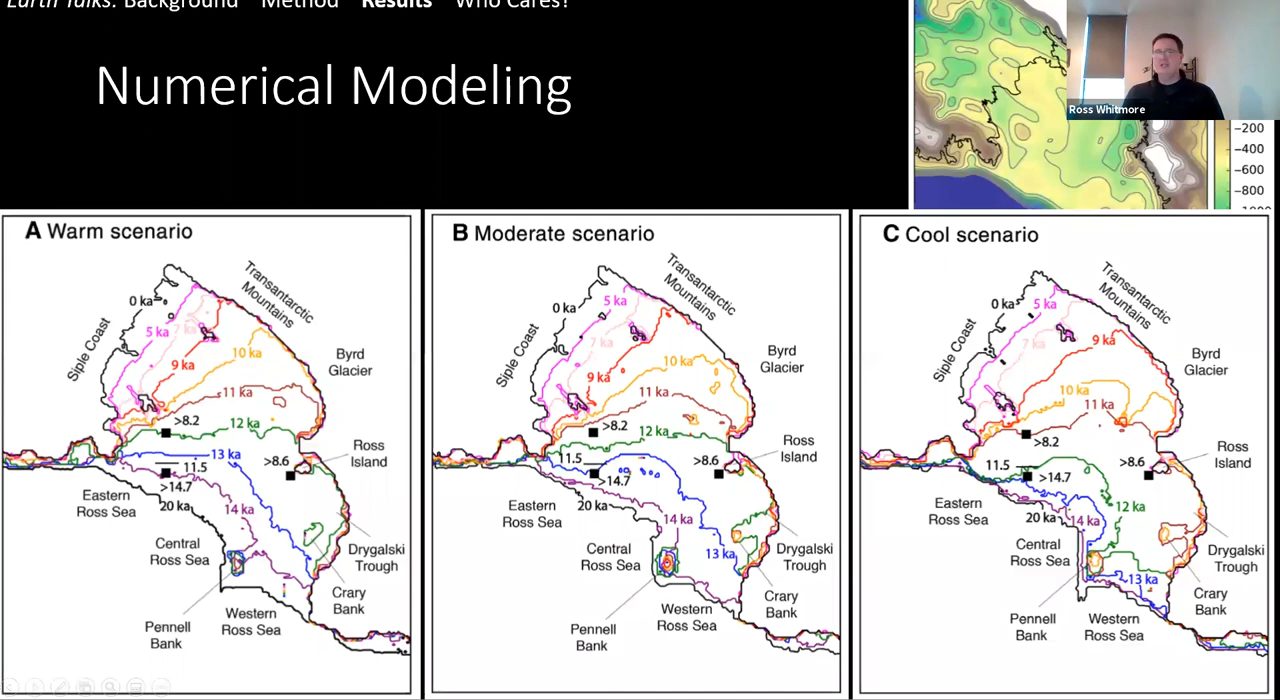 Earth Talks: Background Method Results Who Cares?
Numerical Modeling
Ross Whitmore
-200
-400
-600
-800
A Warm scenario
0 ka
5 ka
7 ka
9 ka
10 ka
11 ka
12 ka
13 ka
14 ka
20 ka
>8.2
>8.6
11.5
>14.7
Siple Coast
Transantarctic
Mountains
Byrd
Glacier
Ross
Island
Eastern
Ross Sea
Central
Ross Sea
Western
Ross Sea
Pennell
Bank
Crary
Bank
Drygalski
Trough
B Moderate scenario
0 ka
5 ka
7 ka
9 ka
10 ka
11 ka
12 ka
13 ka
14 ka
20 ka
>8.2
>8.6
11.5
>14.7
Siple Coast
Transantarctic
Mountains
Byrd
Glacier
Ross
Island
Eastern
Ross Sea
Central
Ross Sea
Western
Ross Sea
Pennell
Bank
Crary
Bank
Drygalski
Trough
C Cool scenario
0 ka
5 ka
7 ka
9 ka
10 ka
11 ka
12 ka
13 ka
14 ka
20 ka
>8.2
>8.6
11.5
>14.7
Siple Coast
Transantarctic
Mountains
Byrd
Glacier
Ross
Island
Eastern
Ross Sea
Central
Ross Sea
Western
Ross Sea
Pennell
Bank
Crary
Bank
Drygalski
Trough